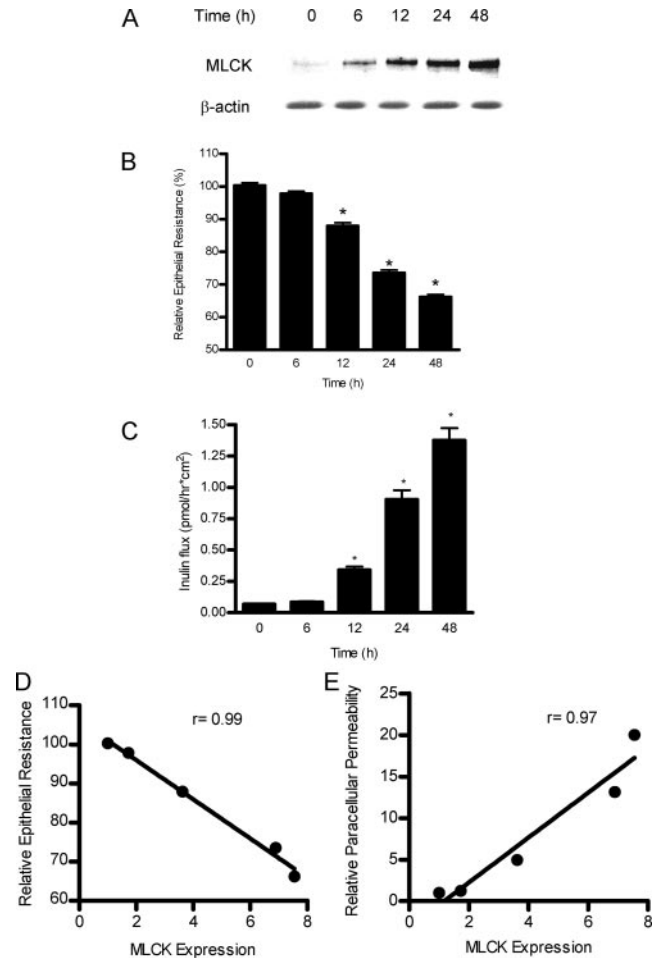 A
Time (h) 0 6 12 24 48
MLCK
β-actin
B
Relative Epithelial Resistance (%)
110
100
90
80
70
60
50
* * *
0 6 12 24 48
Time (h)
C
Inulin flux (pmol/hr*cm²)
1.50
1.25
1.00
0.75
0.50
0.25
0.00
* * *
0 6 12 24 48
Time (h)
D
Relative Epithelial Resistance
110
100
90
80
70
60
r= 0.99
0 2 4 6 8
MLCK Expression
E
Relative Paracellular Permeability
25
20
15
10
5
0
r= 0.97
0 2 4 6 8
MLCK Expression